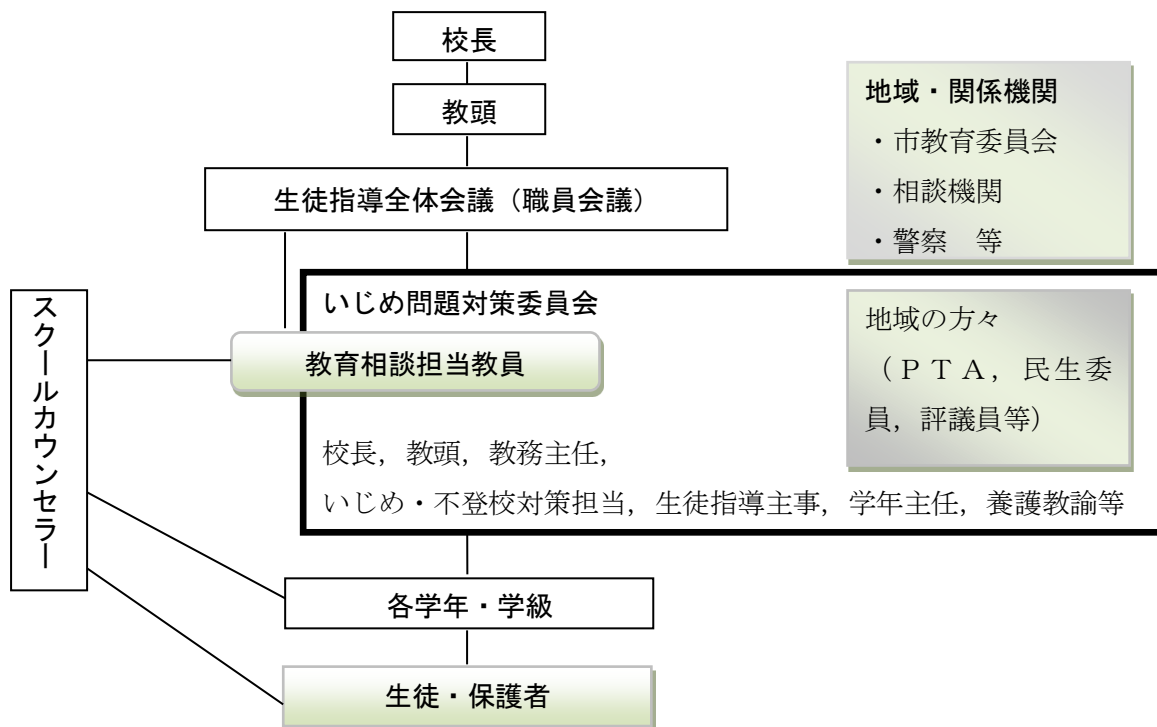 校長
教頭
生徒指導全体会議（職員会議）
地域・関係機関
・市教育委員会
・相談機関
・警察　等
スクールカウンセラー
いじめ問題対策委員会
教育相談担当教員
地域の方々
（ＰＴＡ，民生委
員，評議員等）
校長，教頭，教務主任，
いじめ・不登校対策担当，生徒指導主事，学年主任，養護教諭等
各学年・学級
生徒・保護者